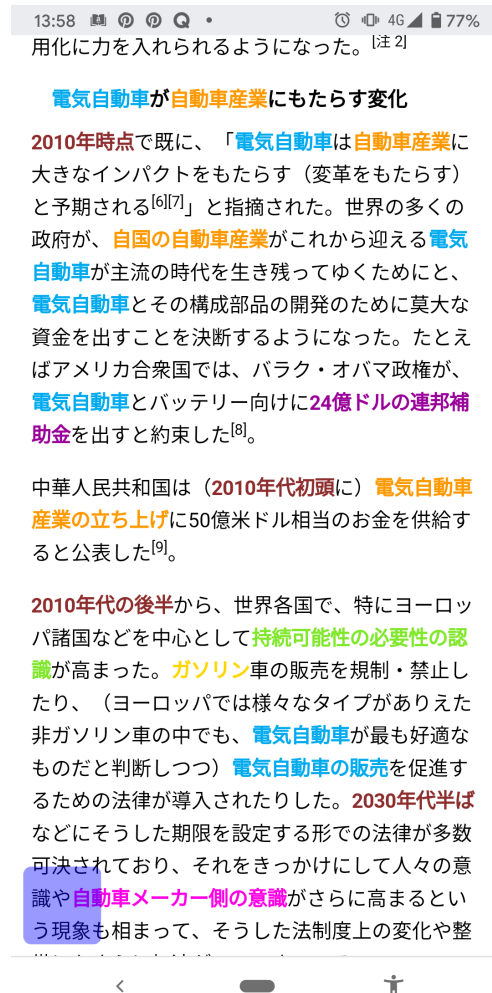 13:58 4G 77%
用化に力を入れられるようになった。[注 2]
電気自動車が自動車産業にもたらす変化
2010年時点で既に、「電気自動車は自動車産業に
大きなインパクトをもたらす（変革をもたらす）
と予期される[6][7]」と指摘された。世界の多くの
政府が、自国の自動車産業がこれから迎える電気
自動車が主流の時代を生き残ってゆくためにと、
電気自動車とその構成部品の開発のために莫大な
資金を出すことを決断するようになった。たとえ
ばアメリカ合衆国では、バラク・オバマ政権が、
電気自動車とバッテリー向けに24億ドルの連邦補
助金を出すと約束した[8]。
中華人民共和国は（2010年代初頭に）電気自動車
産業の立ち上げに50億米ドル相当のお金を供給す
ると公表した[9]。
2010年代の後半から、世界各国で、特にヨーロッ
パ諸国などを中心として持続可能性の必要性の認
識が高まった。ガソリン車の販売を規制・禁止し
たり、（ヨーロッパでは様々なタイプがありえた
非ガソリン車の中でも、電気自動車が最も好適な
ものだと判断しつつ）電気自動車の販売を促進す
るための法律が導入されたりした。2030年代半ば
などにそうした期限を設定する形での法律が多数
可決されており、それをきっかけにして人々の意
識や自動車メーカー側の意識がさらに高まるとい
う現象も相まって、そうした法制度上の変化や整